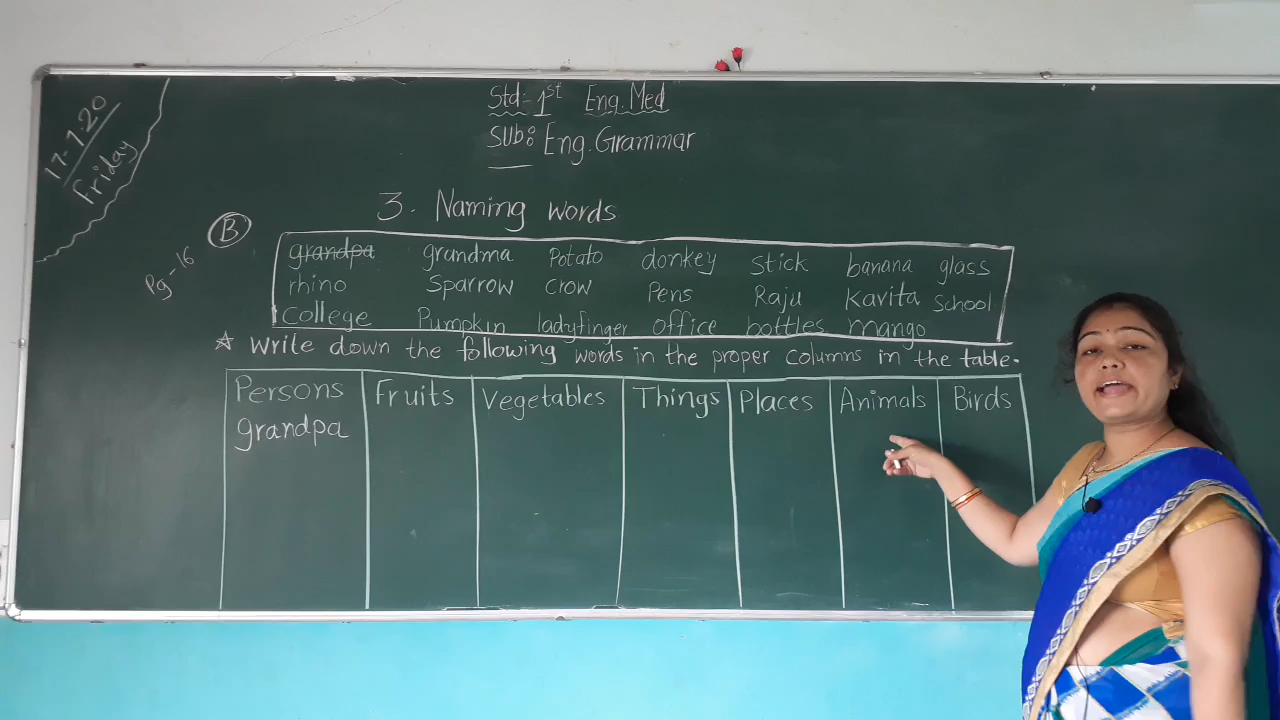 17-7-20
Friday
Std:- 1st Eng.Med
SUb: Eng.Grammar
3. Naming words
B
Pg-16
grandpa grandma Potato donkey Stick banana glass
rhino Sparrow crow Pens Raju Kavita School
College Pumpkin ladyfinger office bottles mango
☆ Write down the following words in the proper columns in the table.
Persons Fruits Vegetables Things Places Animals Birds
grandpa